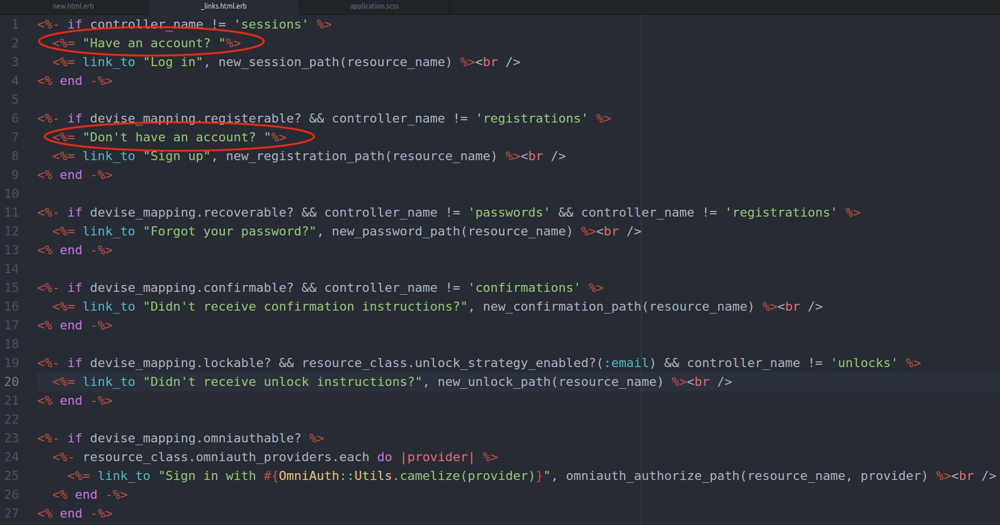 new.html.erb _links.html.erb application.scss
1 <%- if controller_name != 'sessions' %>
2   <%= "Have an account? "%>
3   <%= link_to "Log in", new_session_path(resource_name) %><br />
4 <% end -%>
5
6 <%- if devise_mapping.registerable? && controller_name != 'registrations' %>
7   <%= "Don't have an account? "%>
8   <%= link_to "Sign up", new_registration_path(resource_name) %><br />
9 <% end -%>
10
11 <%- if devise_mapping.recoverable? && controller_name != 'passwords' && controller_name != 'registrations' %>
12   <%= link_to "Forgot your password?", new_password_path(resource_name) %><br />
13 <% end -%>
14
15 <%- if devise_mapping.confirmable? && controller_name != 'confirmations' %>
16   <%= link_to "Didn't receive confirmation instructions?", new_confirmation_path(resource_name) %><br />
17 <% end -%>
18
19 <%- if devise_mapping.lockable? && resource_class.unlock_strategy_enabled?(:email) && controller_name != 'unlocks' %>
20   <%= link_to "Didn't receive unlock instructions?", new_unlock_path(resource_name) %><br />
21 <% end -%>
22
23 <%- if devise_mapping.omniauthable? %>
24   <%- resource_class.omniauth_providers.each do |provider| %>
25     <%= link_to "Sign in with #{OmniAuth::Utils.camelize(provider)}", omniauth_authorize_path(resource_name, provider) %><br />
26   <% end -%>
27 <% end -%>